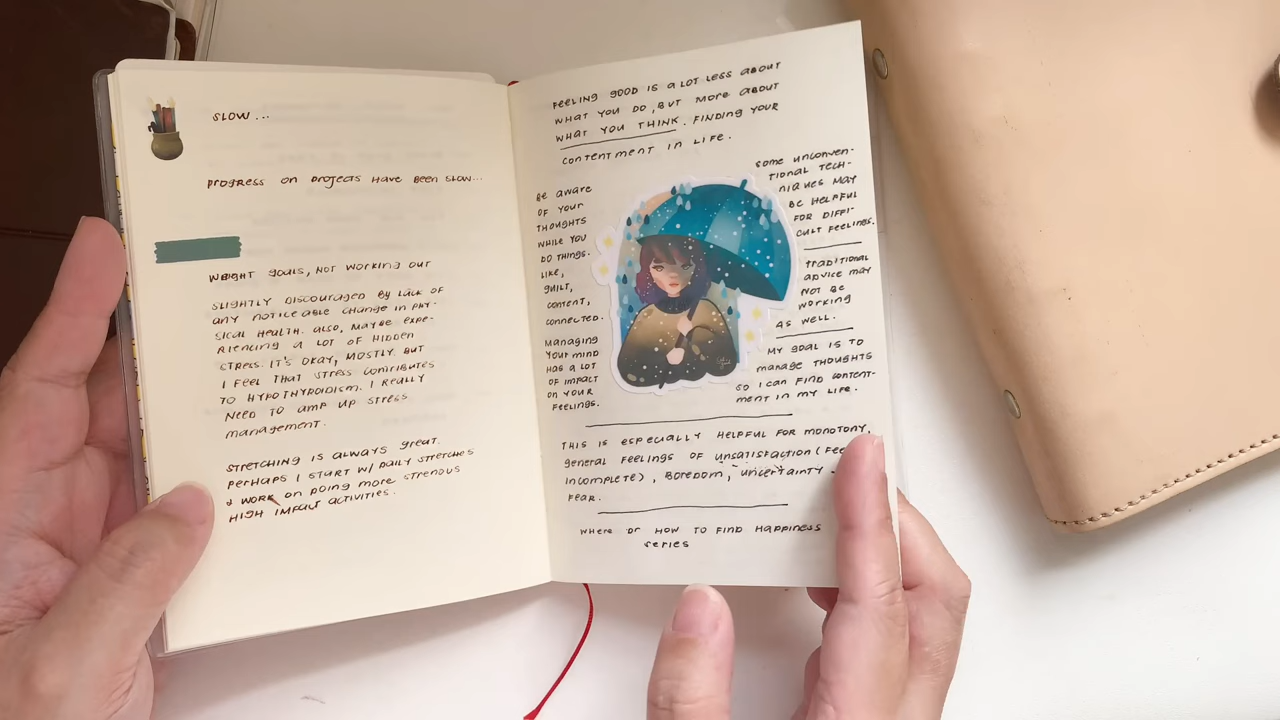 SLOW...
PROGRESS ON PROJECTS HAVE BEEN SLOW...
WEIGHT GOALS, NOT WORKING OUT
SLIGHTLY DISCOURAGED BY LACK OF
ANY NOTICEABLE CHANGE IN PHY-
SICAL HEALTH. ALSO, MAYBE EXPE-
RIENCING A LOT OF HIDDEN
STRESS. IT'S OKAY, MOSTLY. BUT
I FEEL THAT STRESS CONTRIBUTES
TO HYPOTHYROIDISM. I REALLY
NEED TO AMP UP STRESS
MANAGEMENT.
STRETCHING IS ALWAYS GREAT.
PERHAPS I START W/ DAILY STRETCHES
& WORK ON DOING MORE STRENOUS
HIGH IMPACT ACTIVITIES.
FEELING GOOD IS A LOT LESS ABOUT
WHAT YOU DO, BUT MORE ABOUT
WHAT YOU THINK. FINDING YOUR
CONTENTMENT IN LIFE.
BE AWARE
OF YOUR
THOUGHTS
WHILE YOU
DO THINGS.
LIKE,
GUILT,
CONTENT,
CONNECTED.
MANAGING
YOUR MIND
HAS A LOT
OF IMPACT
ON YOUR
FEELINGS.
SOME UNCONVEN-
TIONAL TECH-
NIQUES MAY
BE HELPFUL
FOR DIFFI-
CULT FEELINGS.
TRADITIONAL
ADVICE MAY
NOT BE
WORKING
AS WELL.
MY GOAL IS TO
MANAGE THOUGHTS
SO I CAN FIND CONTENT-
MENT IN MY LIFE.
THIS IS ESPECIALLY HELPFUL FOR MONOTONY,
GENERAL FEELINGS OF UNSATISFACTION (FEE
INCOMPLETE), BOREDOM, UNCERTAINTY
FEAR.
WHERE OR HOW TO FIND HAPPINESS
SERIES